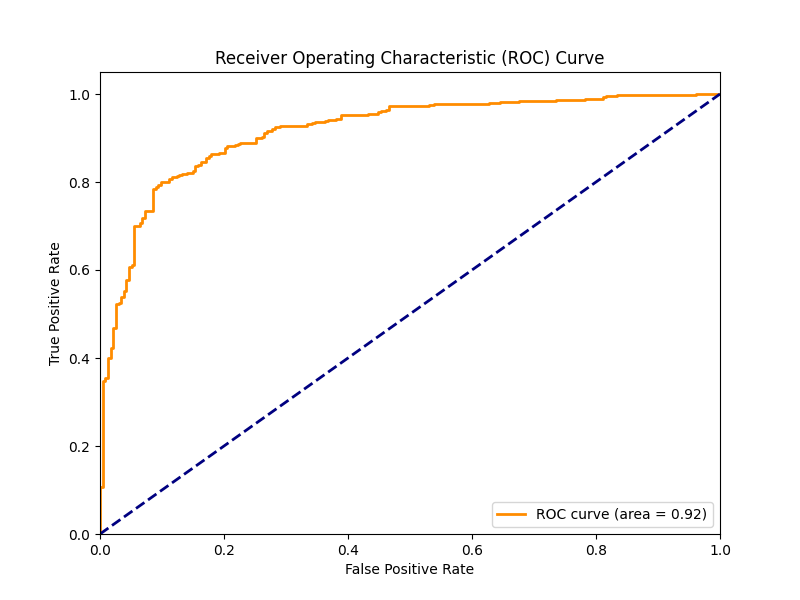 Receiver Operating Characteristic (ROC) Curve
1.0
0.8
0.6
0.4
0.2
0.0
True Positive Rate
ROC curve (area = 0.92)
0.0 0.2 0.4 0.6 0.8 1.0
False Positive Rate